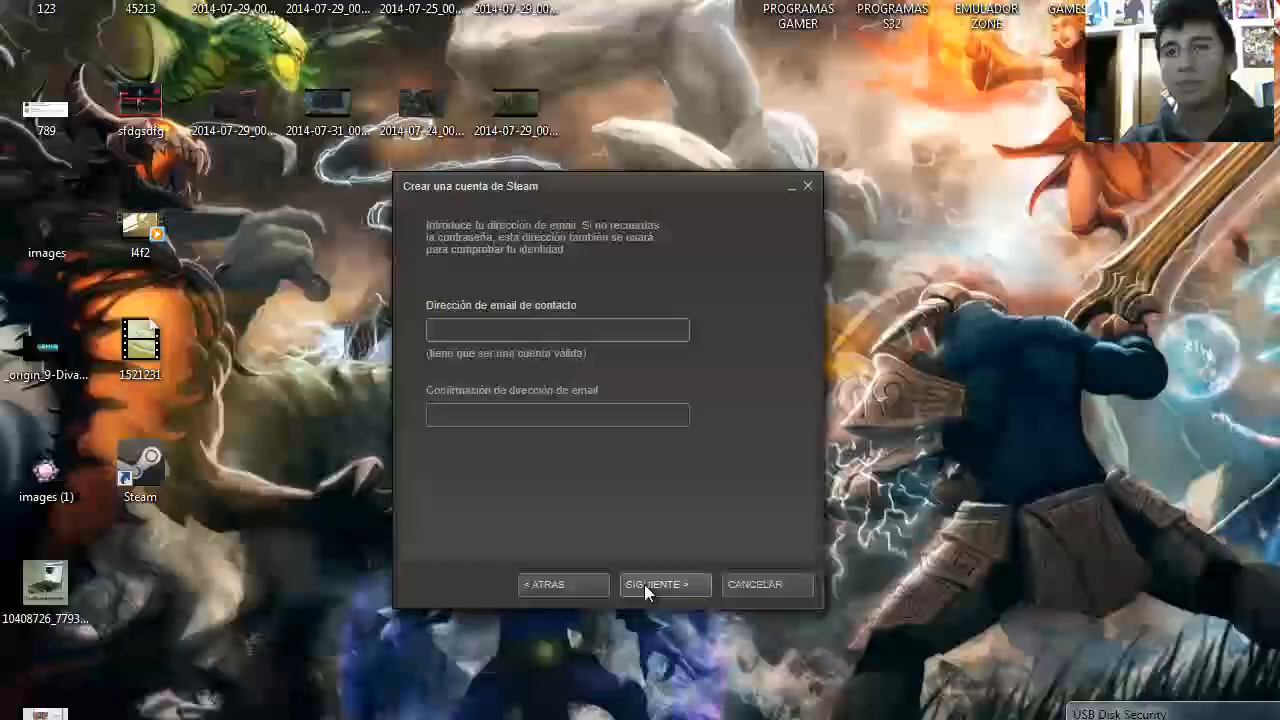 123
45213
2014-07-29_00...
2014-07-29_00...
2014-07-25_00...
2014-07-29_00...
PROGRAMAS
GAMER
PROGRAMAS
S32
EMULADOR
ZONE
GAMES
789
sfdgsdfg
2014-07-29_00...
2014-07-31_00...
2014-07-24_00...
2014-07-29_00...
images
l4f2
_origin_9-Diva...
1521231
images (1)
Steam
10408726_7793...
Crear una cuenta de Steam
Introduce tu dirección de email. Si no recuerdas
la contraseña, esta dirección también se usará
para comprobar tu identidad
Dirección de email de contacto
(tiene que ser una cuenta válida)
Confirmación de dirección de email
< ATRÁS
SIGUIENTE >
CANCELAR
USB Disk Security